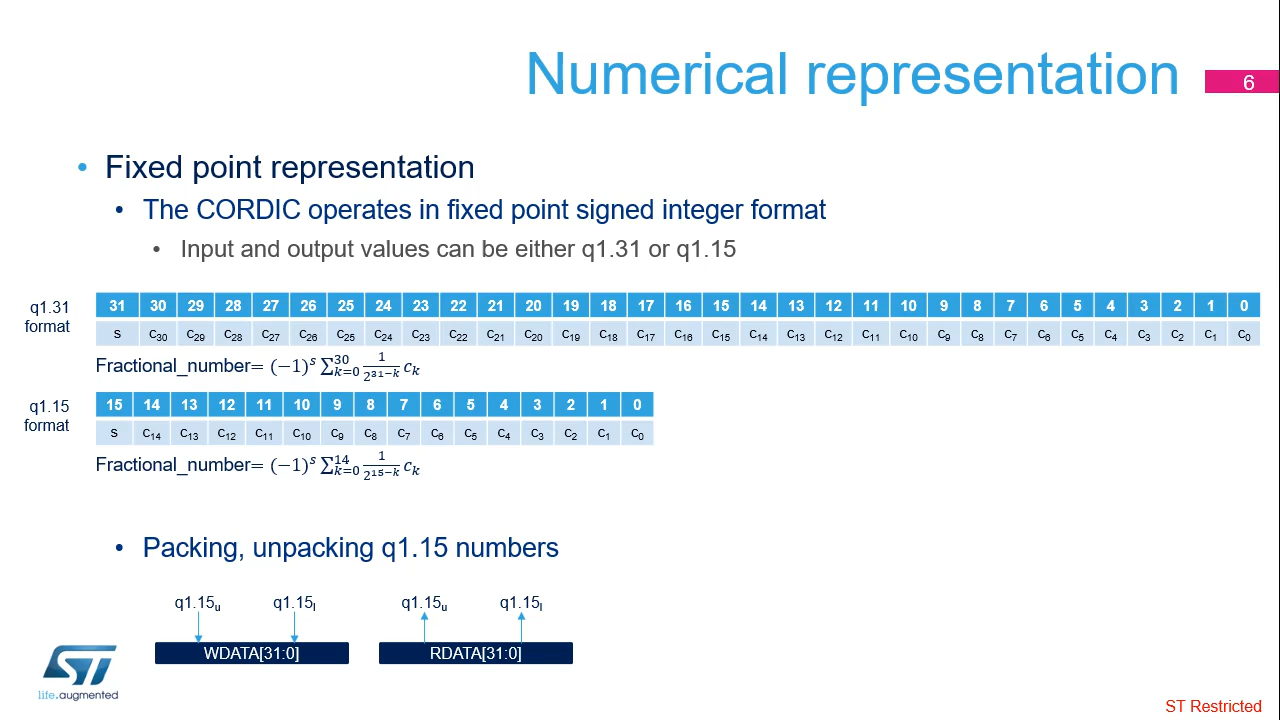 Numerical representation
6
• Fixed point representation
• The CORDIC operates in fixed point signed integer format
• Input and output values can be either q1.31 or q1.15
q1.31 format
31 30 29 28 27 26 25 24 23 22 21 20 19 18 17 16 15 14 13 12 11 10 9 8 7 6 5 4 3 2 1 0
s c₃₀ c₂₉ c₂₈ c₂₇ c₂₆ c₂₅ c₂₄ c₂₃ c₂₂ c₂₁ c₂₀ c₁₉ c₁₈ c₁₇ c₁₆ c₁₅ c₁₄ c₁₃ c₁₂ c₁₁ c₁₀ c₉ c₈ c₇ c₆ c₅ c₄ c₃ c₂ c₁ c₀
Fractional_number= (−1)^s ∑_{k=0}^{30} 1/2^{31−k} c_k
q1.15 format
15 14 13 12 11 10 9 8 7 6 5 4 3 2 1 0
s c₁₄ c₁₃ c₁₂ c₁₁ c₁₀ c₉ c₈ c₇ c₆ c₅ c₄ c₃ c₂ c₁ c₀
Fractional_number= (−1)^s ∑_{k=0}^{14} 1/2^{15−k} c_k
• Packing, unpacking q1.15 numbers
q1.15_u q1.15_l q1.15_u q1.15_l
WDATA[31:0] RDATA[31:0]
ST
life.augmented
ST Restricted